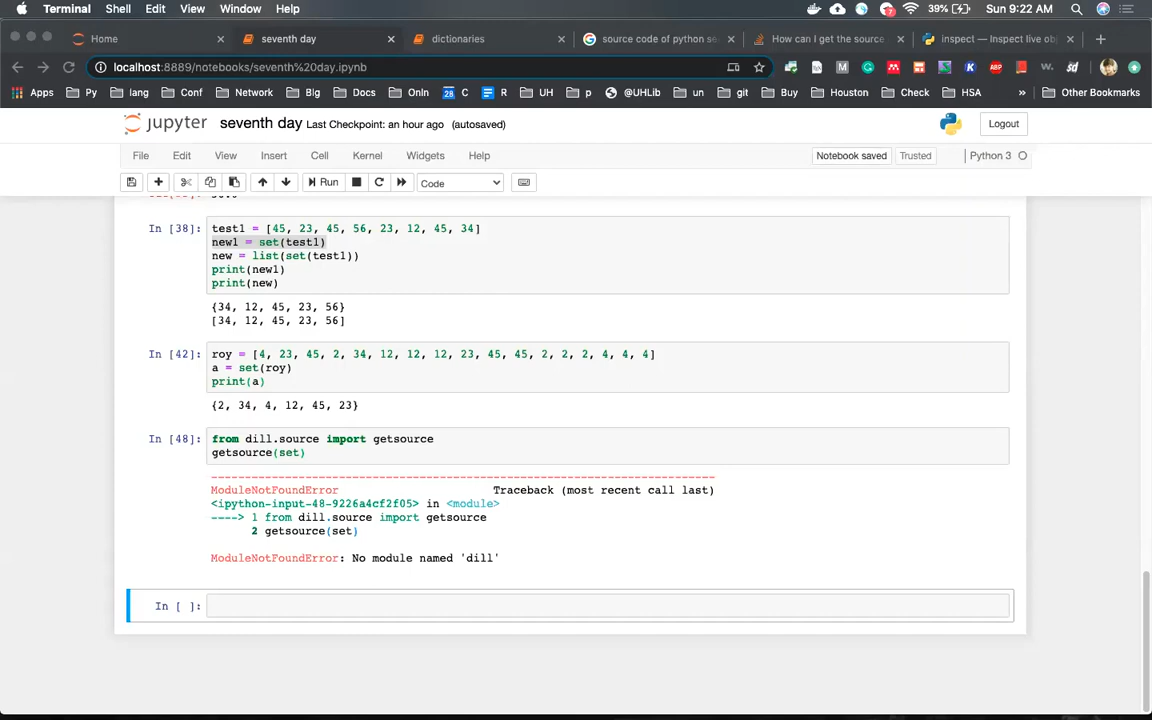 Terminal Shell Edit View Window Help 7 39% Sun 9:22 AM
Home seventh day dictionaries source code of python se How can I get the source inspect — Inspect live obj
localhost:8889/notebooks/seventh%20day.ipynb
Apps Py lang Conf Network Big Docs OnIn 28 C R UH p @UHLib un git Buy Houston Check HSA » Other Bookmarks
jupyter seventh day Last Checkpoint: an hour ago (autosaved) Logout
File Edit View Insert Cell Kernel Widgets Help Notebook saved Trusted Python 3
Run Code
In [38]: test1 = [45, 23, 45, 56, 23, 12, 45, 34]
new1 = set(test1)
new = list(set(test1))
print(new1)
print(new)
{34, 12, 45, 23, 56}
[34, 12, 45, 23, 56]
In [42]: roy = [4, 23, 45, 2, 34, 12, 12, 12, 23, 45, 45, 2, 2, 2, 4, 4, 4]
a = set(roy)
print(a)
{2, 34, 4, 12, 45, 23}
In [48]: from dill.source import getsource
getsource(set)
---------------------------------------------------------------------------
ModuleNotFoundError Traceback (most recent call last)
<ipython-input-48-9226a4cf2f05> in <module>
----> 1 from dill.source import getsource
2 getsource(set)
ModuleNotFoundError: No module named 'dill'
In [ ]: